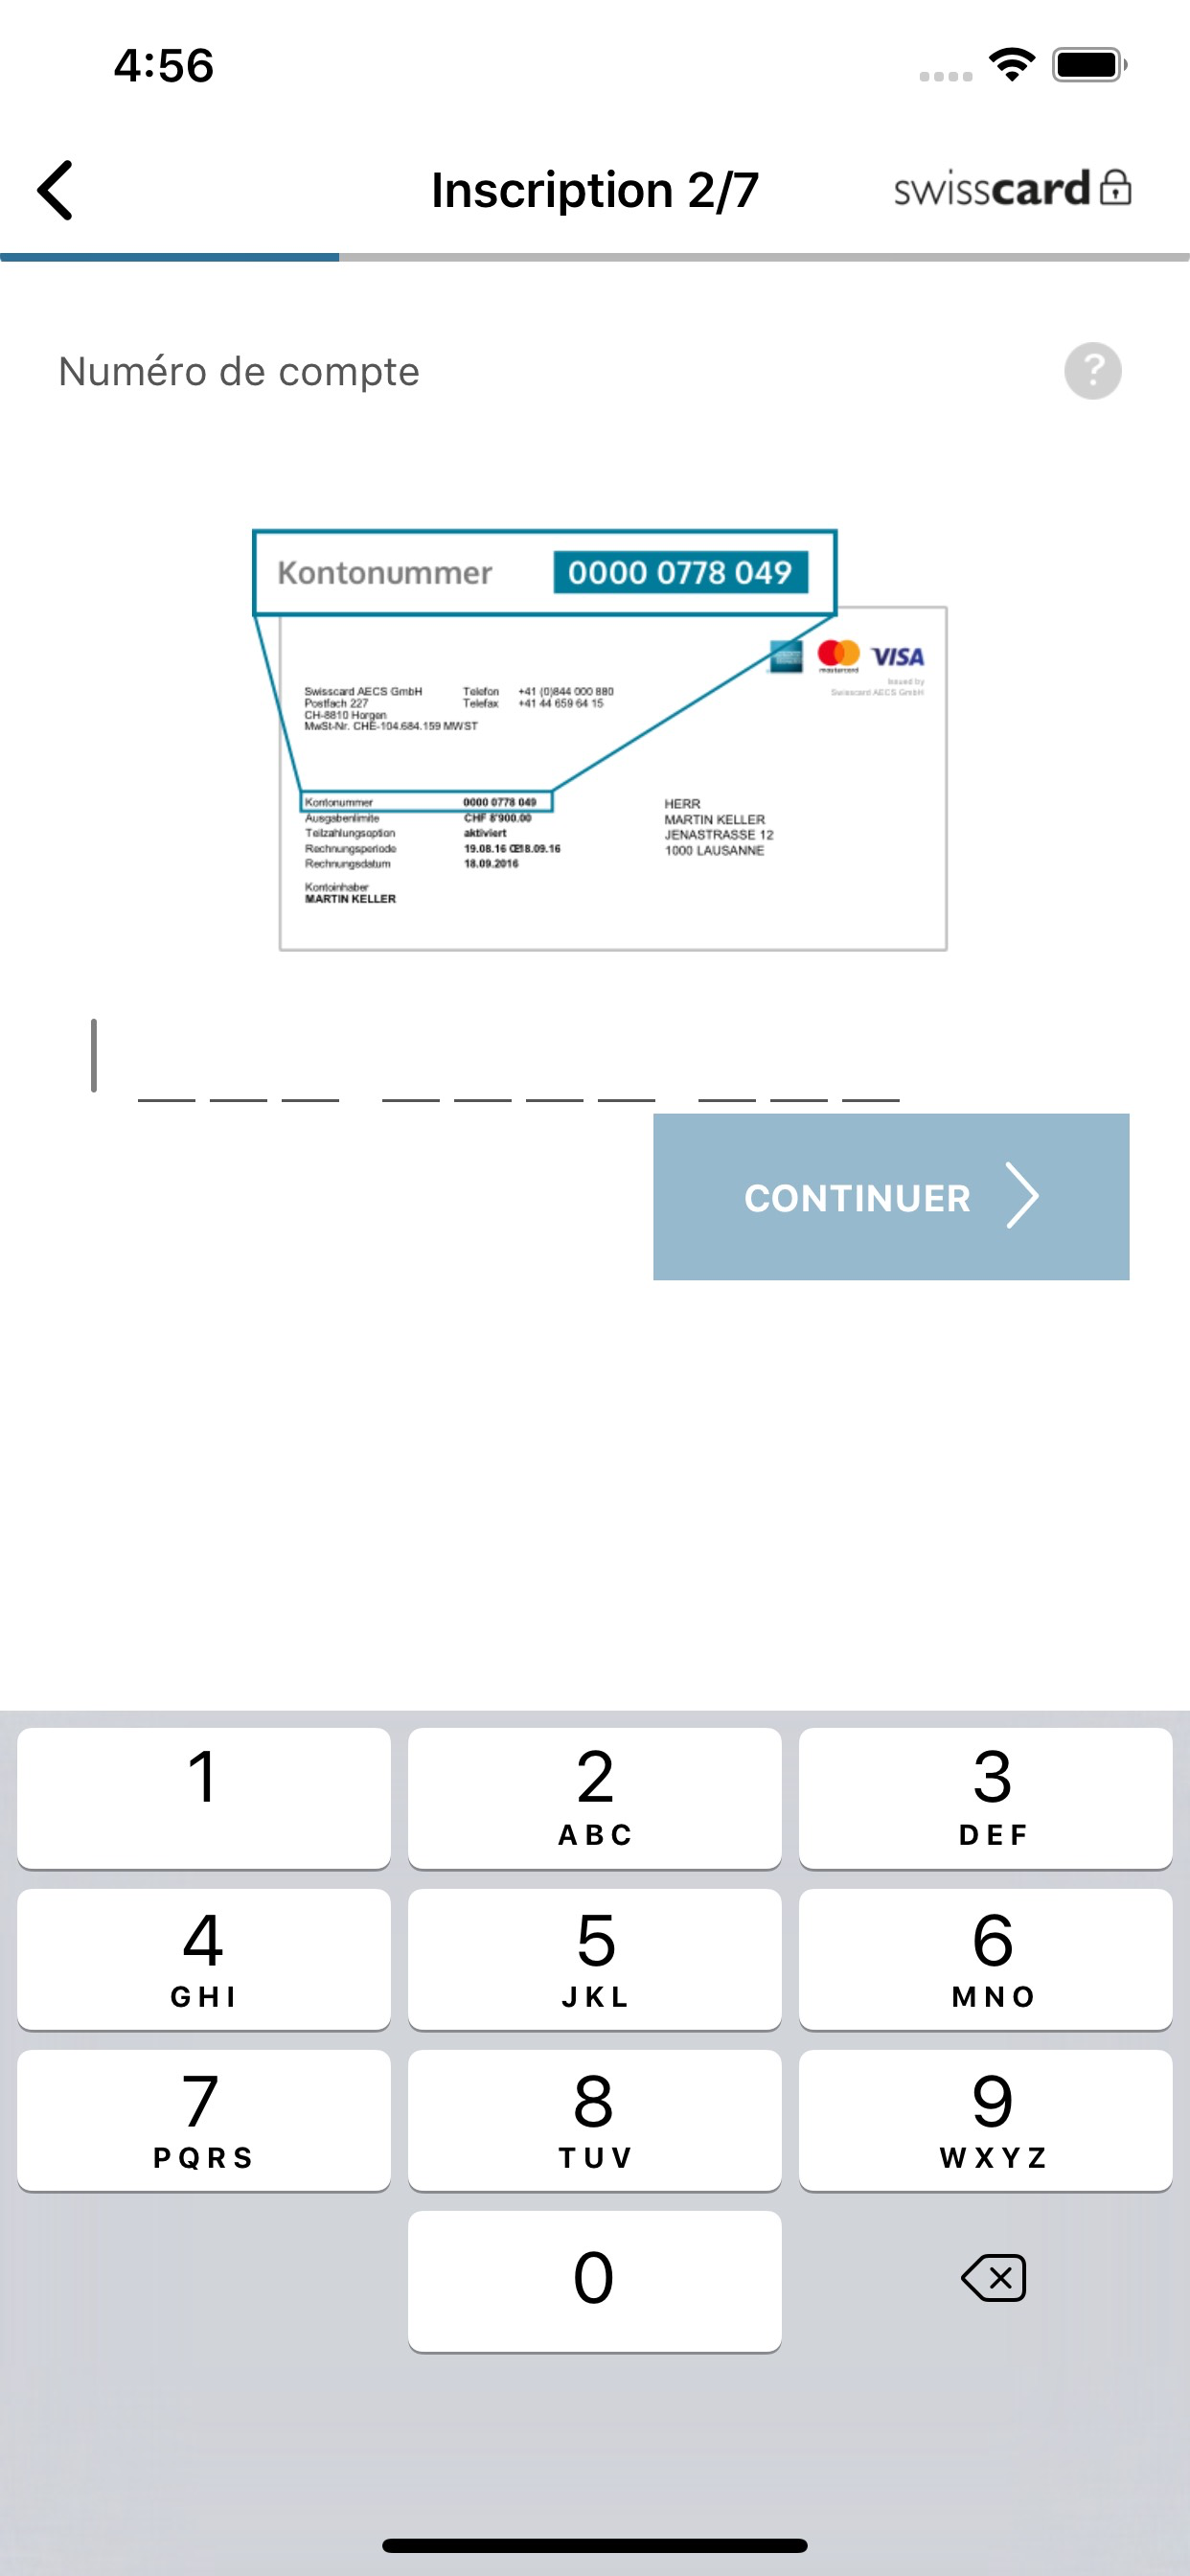 4:56
Inscription 2/7
swisscard
Numéro de compte
?
Kontonummer 0000 0778 049
VISA
mastercard
Issued by
Swisscard AECS GmbH
Swisscard AECS GmbH Telefon +41 (0)844 000 880
Postfach 227 Telefax +41 44 659 64 15
CH-8810 Horgen
MwSt-Nr. CHE-104.684.159 MWST
Kontonummer 0000 0778 049
Ausgabenlimite CHF 8'900.00
Teilzahlungsoption aktiviert
Rechnungsperiode 19.08.16 Œ18.09.16
Rechnungsdatum 18.09.2016
Kontoinhaber
MARTIN KELLER
HERR
MARTIN KELLER
JENASTRASSE 12
1000 LAUSANNE
CONTINUER
1 2 3
ABC DEF
4 5 6
GHI JKL MNO
7 8 9
PQRS TUV WXYZ
0